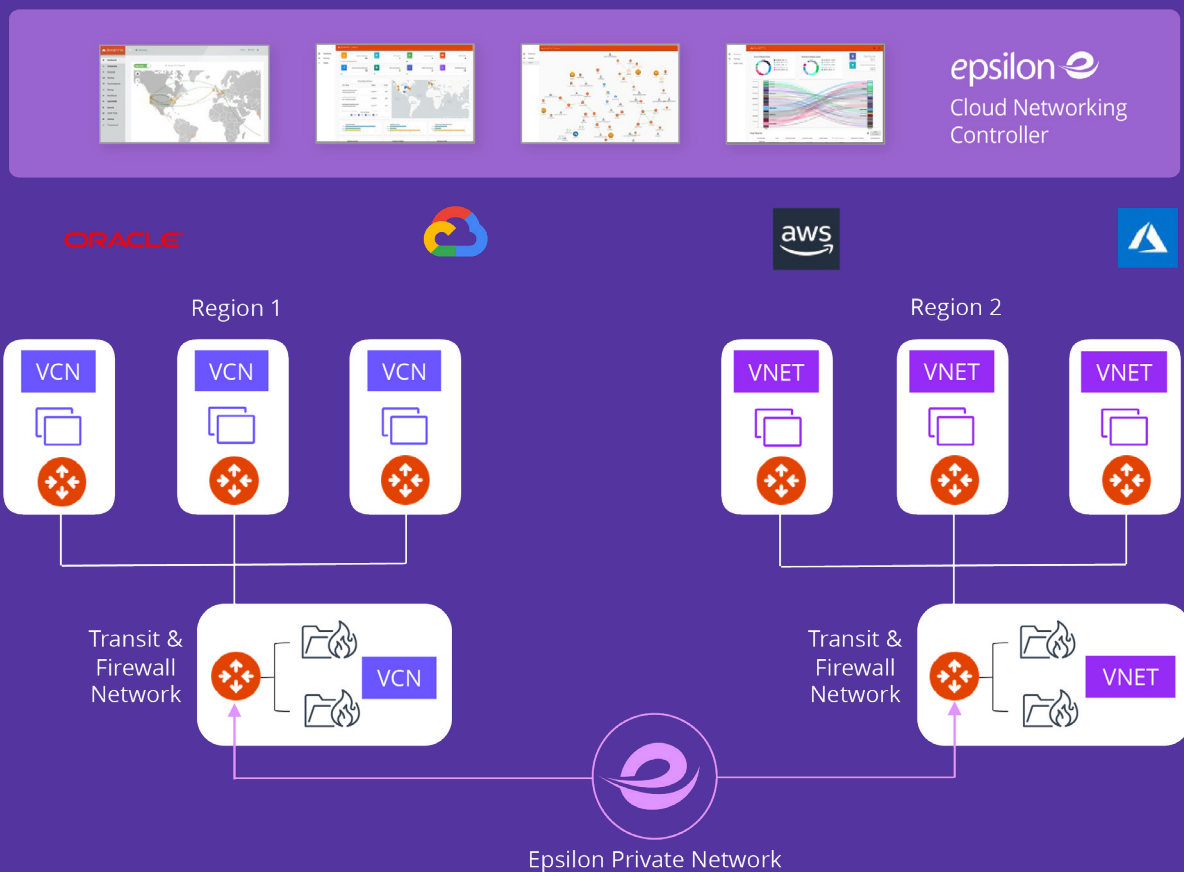 epsilon
Cloud Networking
Controller
ORACLE
aws
Region 1
Region 2
VCN
VCN
VCN
VNET
VNET
VNET
Transit &
Firewall
Network
VCN
Transit &
Firewall
Network
VNET
Epsilon Private Network